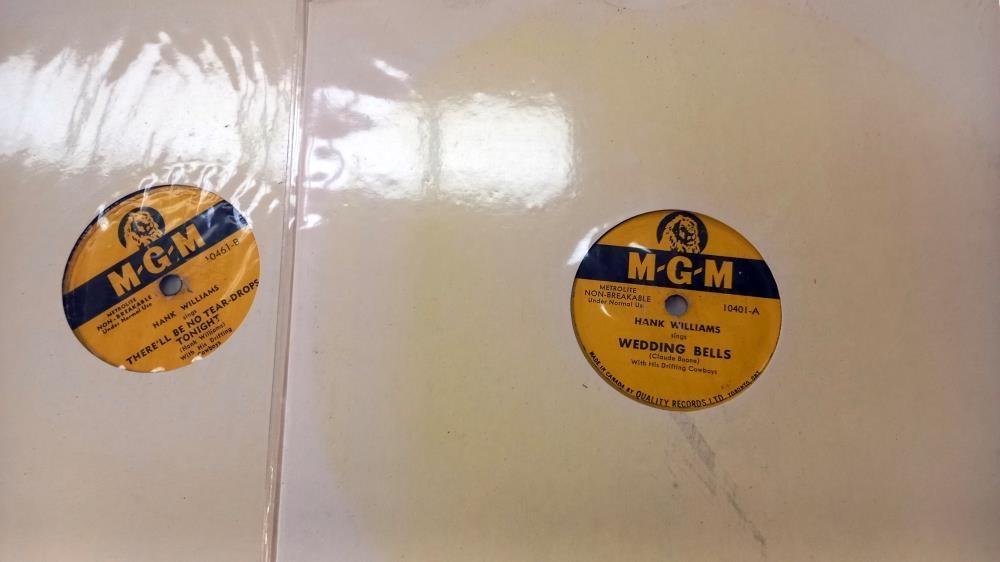 M-G-M
10461-B
METROLITE
NON-BREAKABLE
Under Normal Use
HANK WILLIAMS
sings
THERE'LL BE NO TEAR-DROPS
TONIGHT
(Hank Williams)
With His Drifting
Cowboys
M-G-M
METROLITE
NON-BREAKABLE
Under Normal Us
10401-A
HANK WILLIAMS
sings
WEDDING BELLS
(Claude Boone)
With His Drifting Cowboys
MADE IN CANADA BY QUALITY RECORDS LTD. TORONTO, ONT.